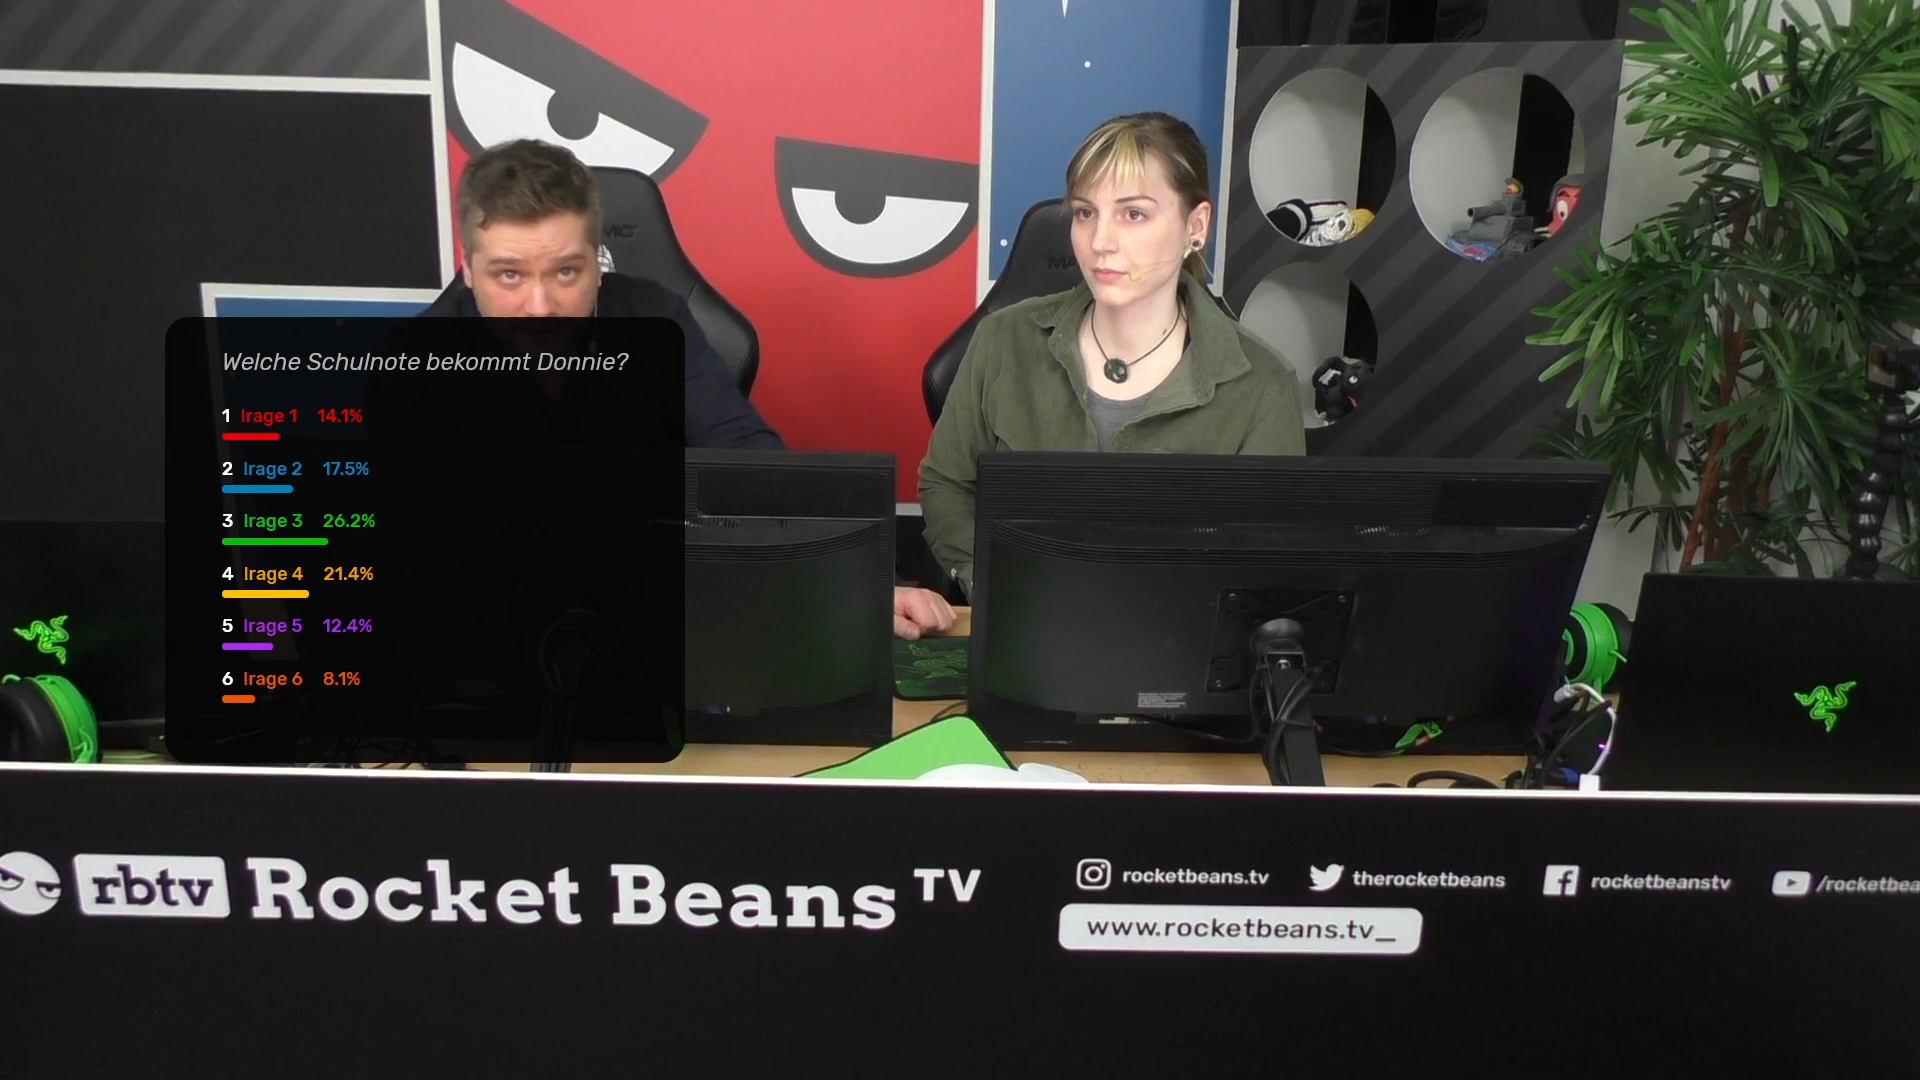 Welche Schulnote bekommt Donnie?
1 Irage 1 14.1%
2 Irage 2 17.5%
3 Irage 3 26.2%
4 Irage 4 21.4%
5 Irage 5 12.4%
6 Irage 6 8.1%
rbtv Rocket Beans TV
rocketbeans.tv
therocketbeans
rocketbeanstv
/rocketbea
www.rocketbeans.tv_